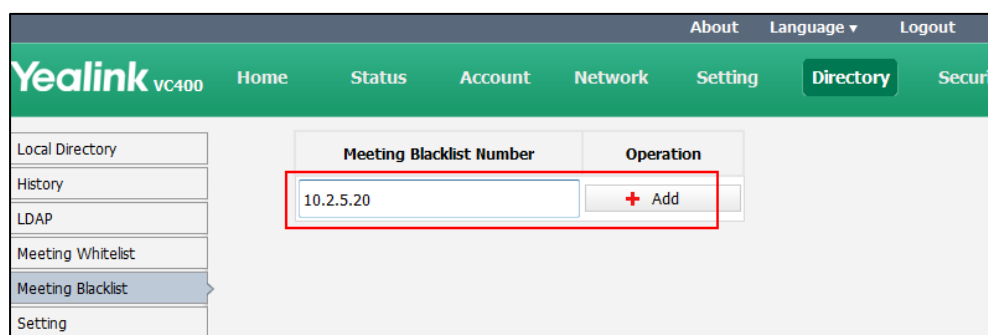 About Language ▾ Logout
Yealink VC400 Home Status Account Network Setting Directory Securi
Local Directory
History
LDAP
Meeting Whitelist
Meeting Blacklist
Setting
Meeting Blacklist Number Operation
10.2.5.20 + Add